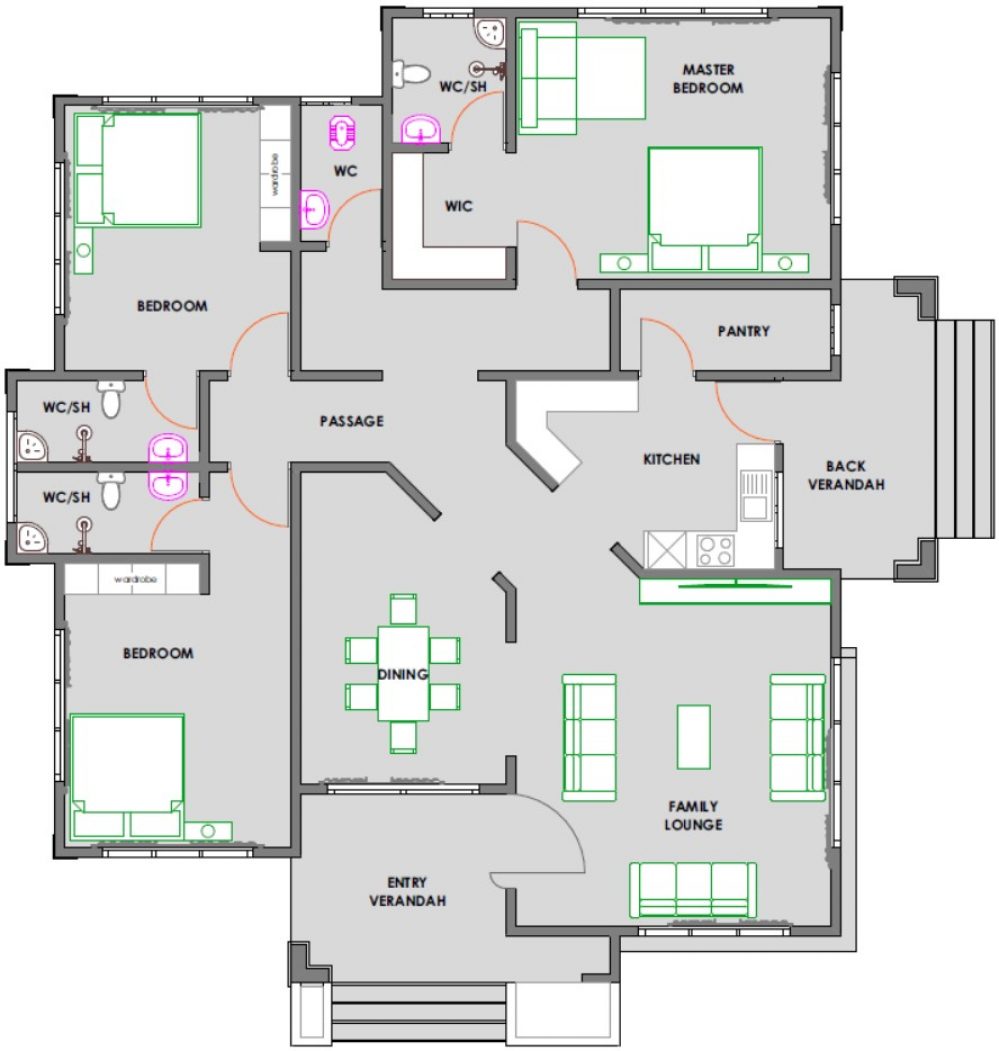 MASTER
BEDROOM
WC/SH
wardrobe
WC
WIC
BEDROOM
PANTRY
WC/SH
PASSAGE
KITCHEN
BACK
VERANDAH
WC/SH
wardrobe
BEDROOM
DINING
FAMILY
LOUNGE
ENTRY
VERANDAH